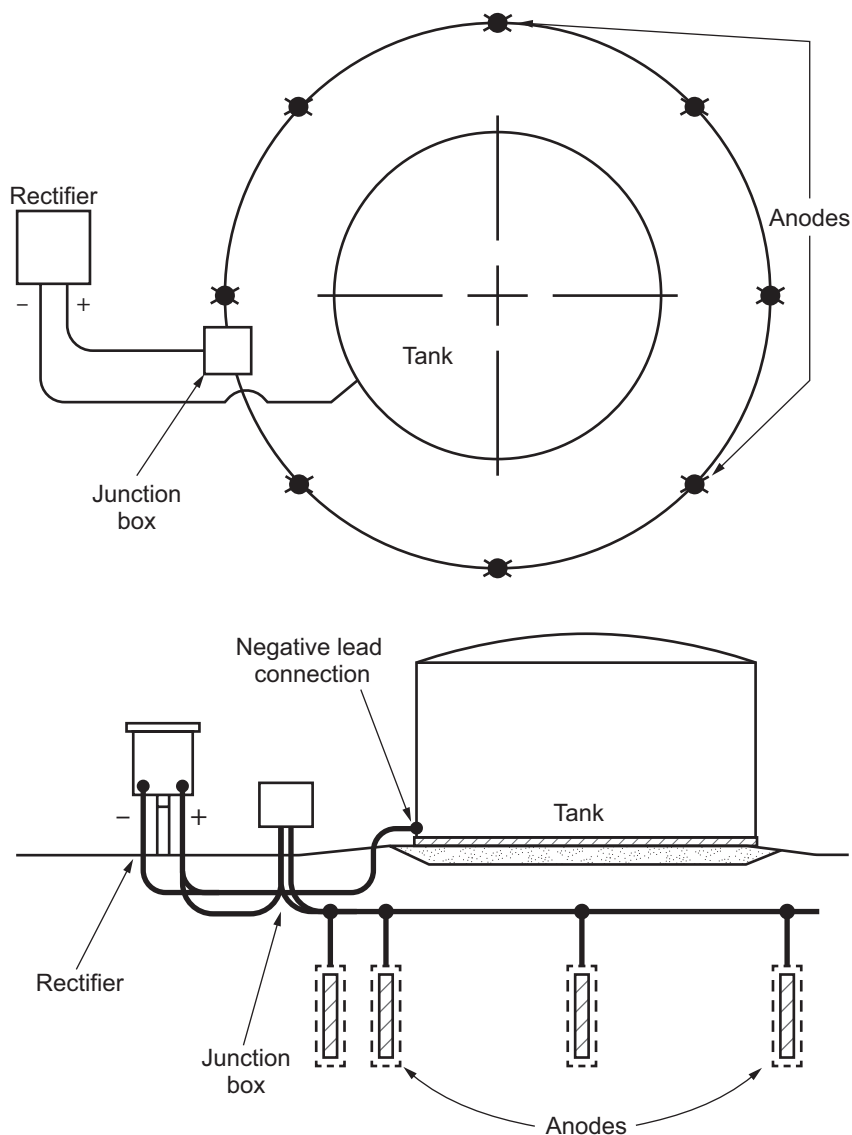 Rectifier
− +
Anodes
Tank
Junction
box
Negative lead
connection
− +
Tank
Rectifier
Junction
box
Anodes